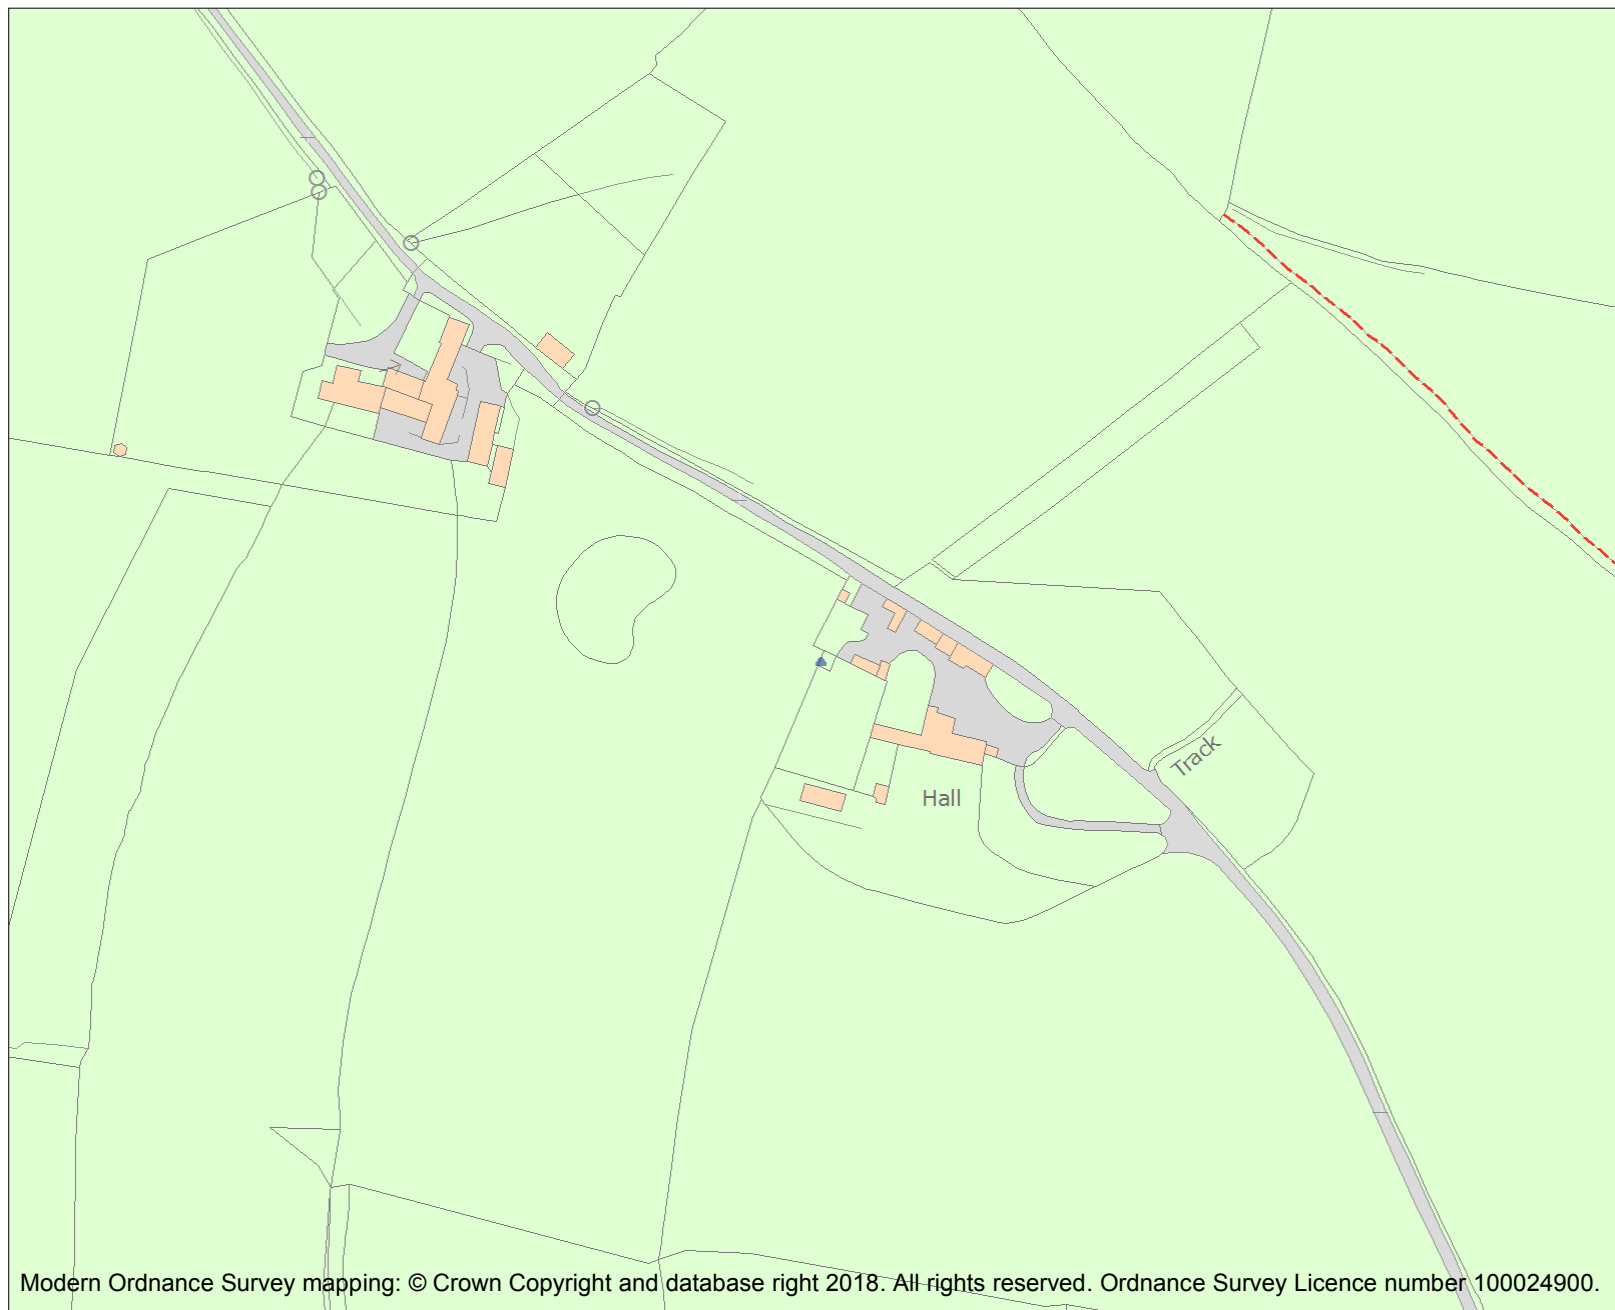 Track
Hall
Modern Ordnance Survey mapping: © Crown Copyright and database right 2018. All rights reserved. Ordnance Survey Licence number 100024900.